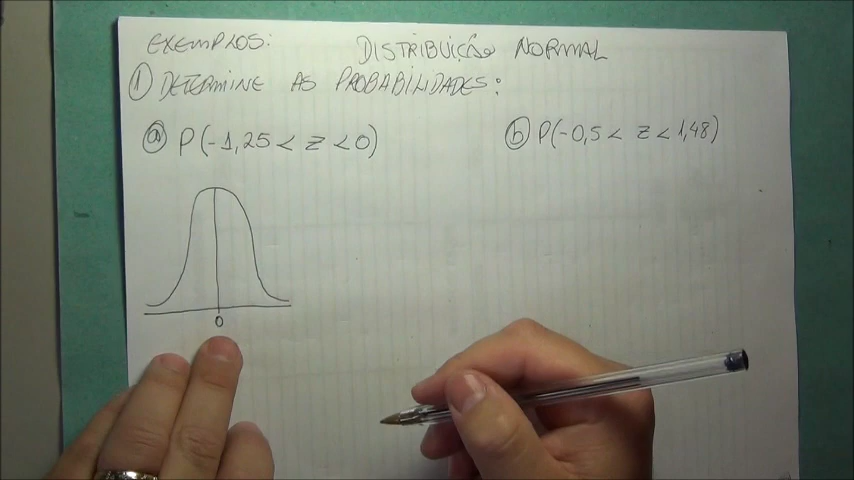 EXEMPLOS: DISTRIBUIÇÃO NORMAL
① DETERMINE AS PROBABILIDADES:
ⓐ P(-1,25 < z < 0) ⓑ P(-0,5 < z < 1,48)
0